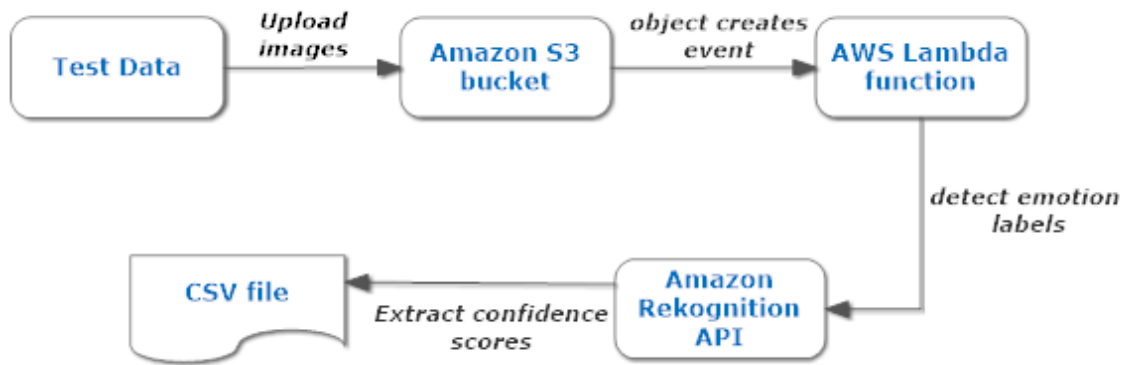 Test Data
Upload
images
Amazon S3
bucket
object creates
event
AWS Lambda
function
detect emotion
labels
Amazon
Rekognition
API
Extract confidence
scores
CSV file